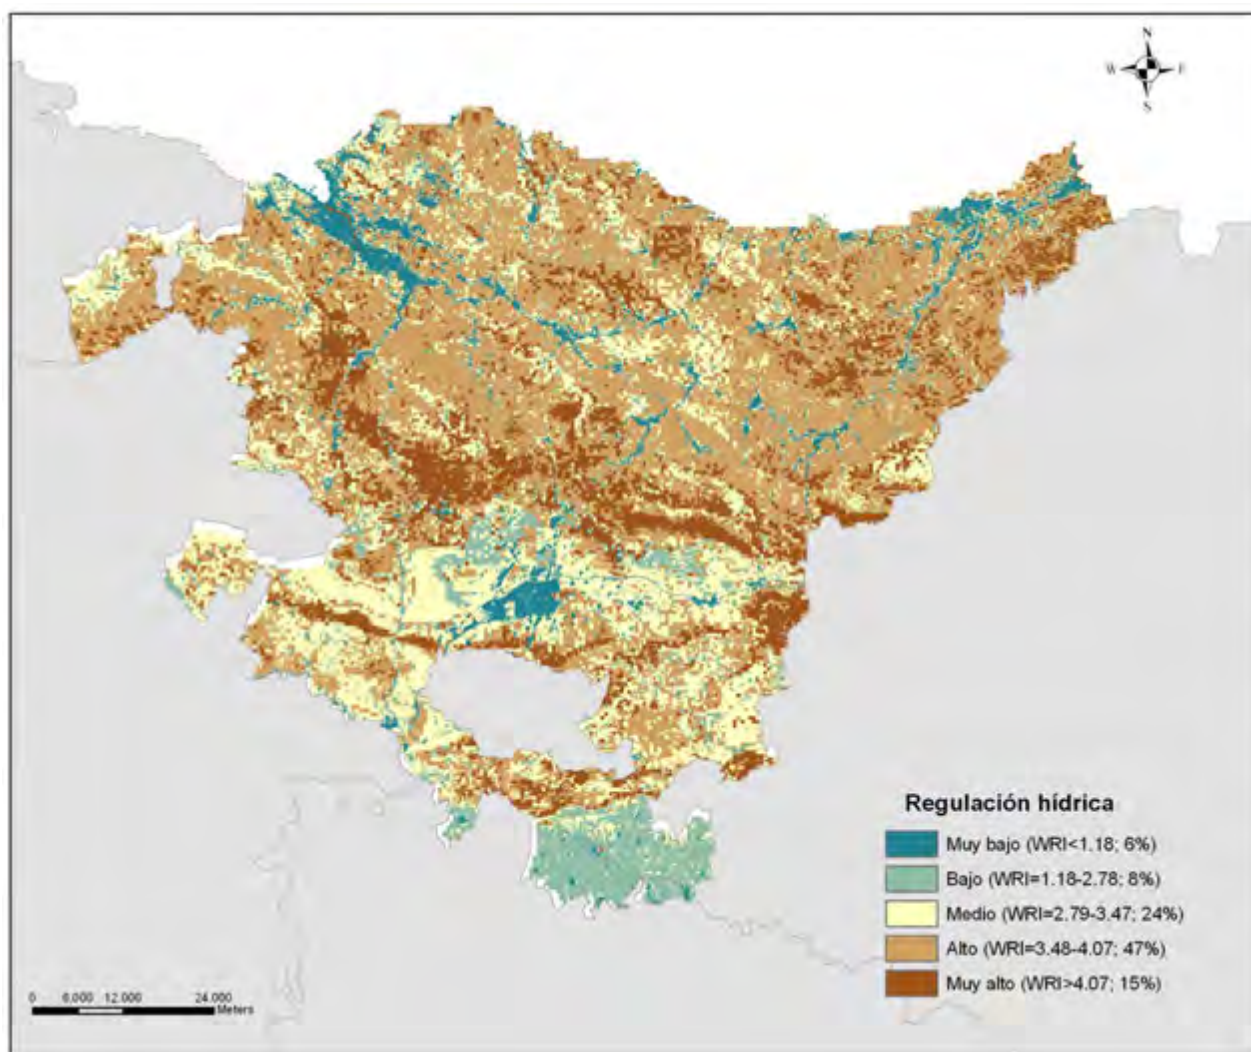 N
W E
S
Regulación hídrica
Muy bajo (WRI<1.18; 6%)
Bajo (WRI=1.18-2.78; 8%)
Medio (WRI=2.79-3.47; 24%)
Alto (WRI=3.48-4.07; 47%)
Muy alto (WRI>4.07; 15%)
0 6,000 12,000 24,000
Meters